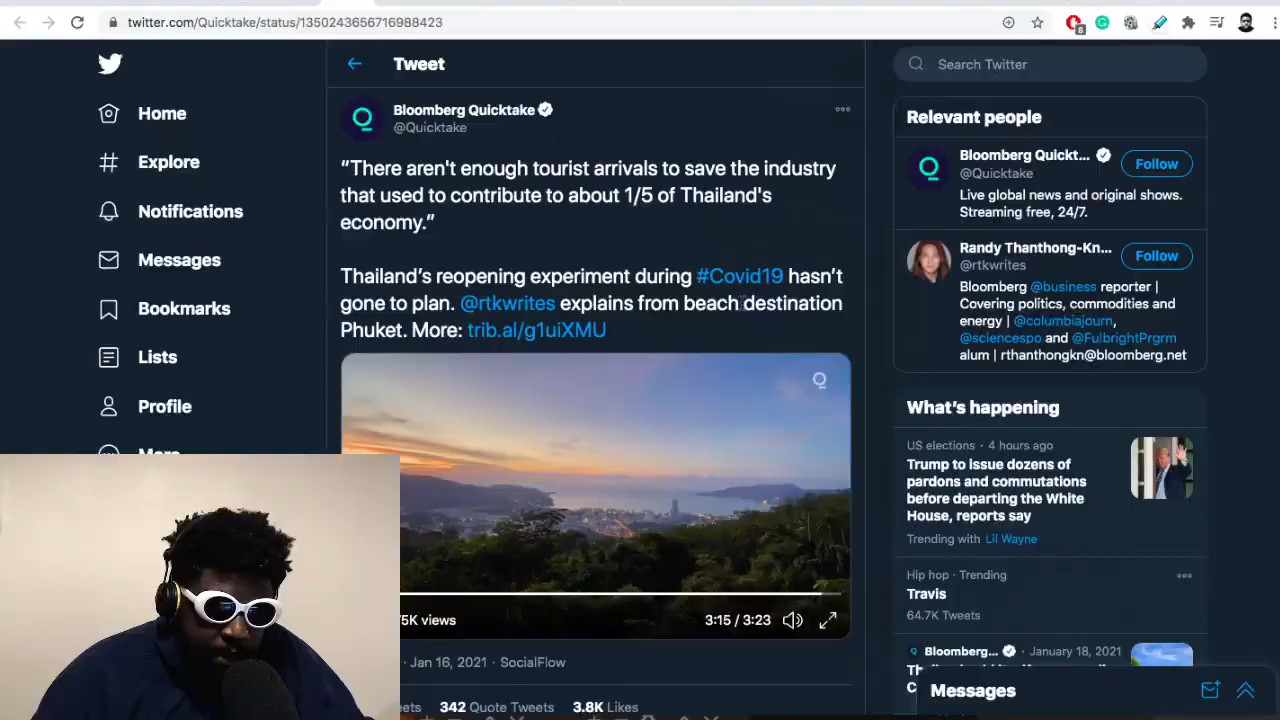 twitter.com/Quicktake/status/1350243656716988423
8
Home
Explore
Notifications
Messages
Bookmarks
Lists
Profile
More
Tweet
Bloomberg Quicktake
@Quicktake
“There aren't enough tourist arrivals to save the industry
that used to contribute to about 1/5 of Thailand's
economy.”
Thailand’s reopening experiment during #Covid19 hasn’t
gone to plan. @rtkwrites explains from beach destination
Phuket. More: trib.al/g1uiXMU
75K views
3:15 / 3:23
· Jan 16, 2021 · SocialFlow
342 Quote Tweets 3.8K Likes
Search Twitter
Relevant people
Bloomberg Quickt...
@Quicktake
Follow
Live global news and original shows.
Streaming free, 24/7.
Randy Thanthong-Kn...
@rtkwrites
Follow
Bloomberg @business reporter |
Covering politics, commodities and
energy | @columbiajourn,
@sciencespo and @FulbrightPrgrm
alum | rthanthongkn@bloomberg.net
What’s happening
US elections · 4 hours ago
Trump to issue dozens of
pardons and commutations
before departing the White
House, reports say
Trending with Lil Wayne
Hip hop · Trending
Travis
64.7K Tweets
Bloomberg... · January 18, 2021
Messages